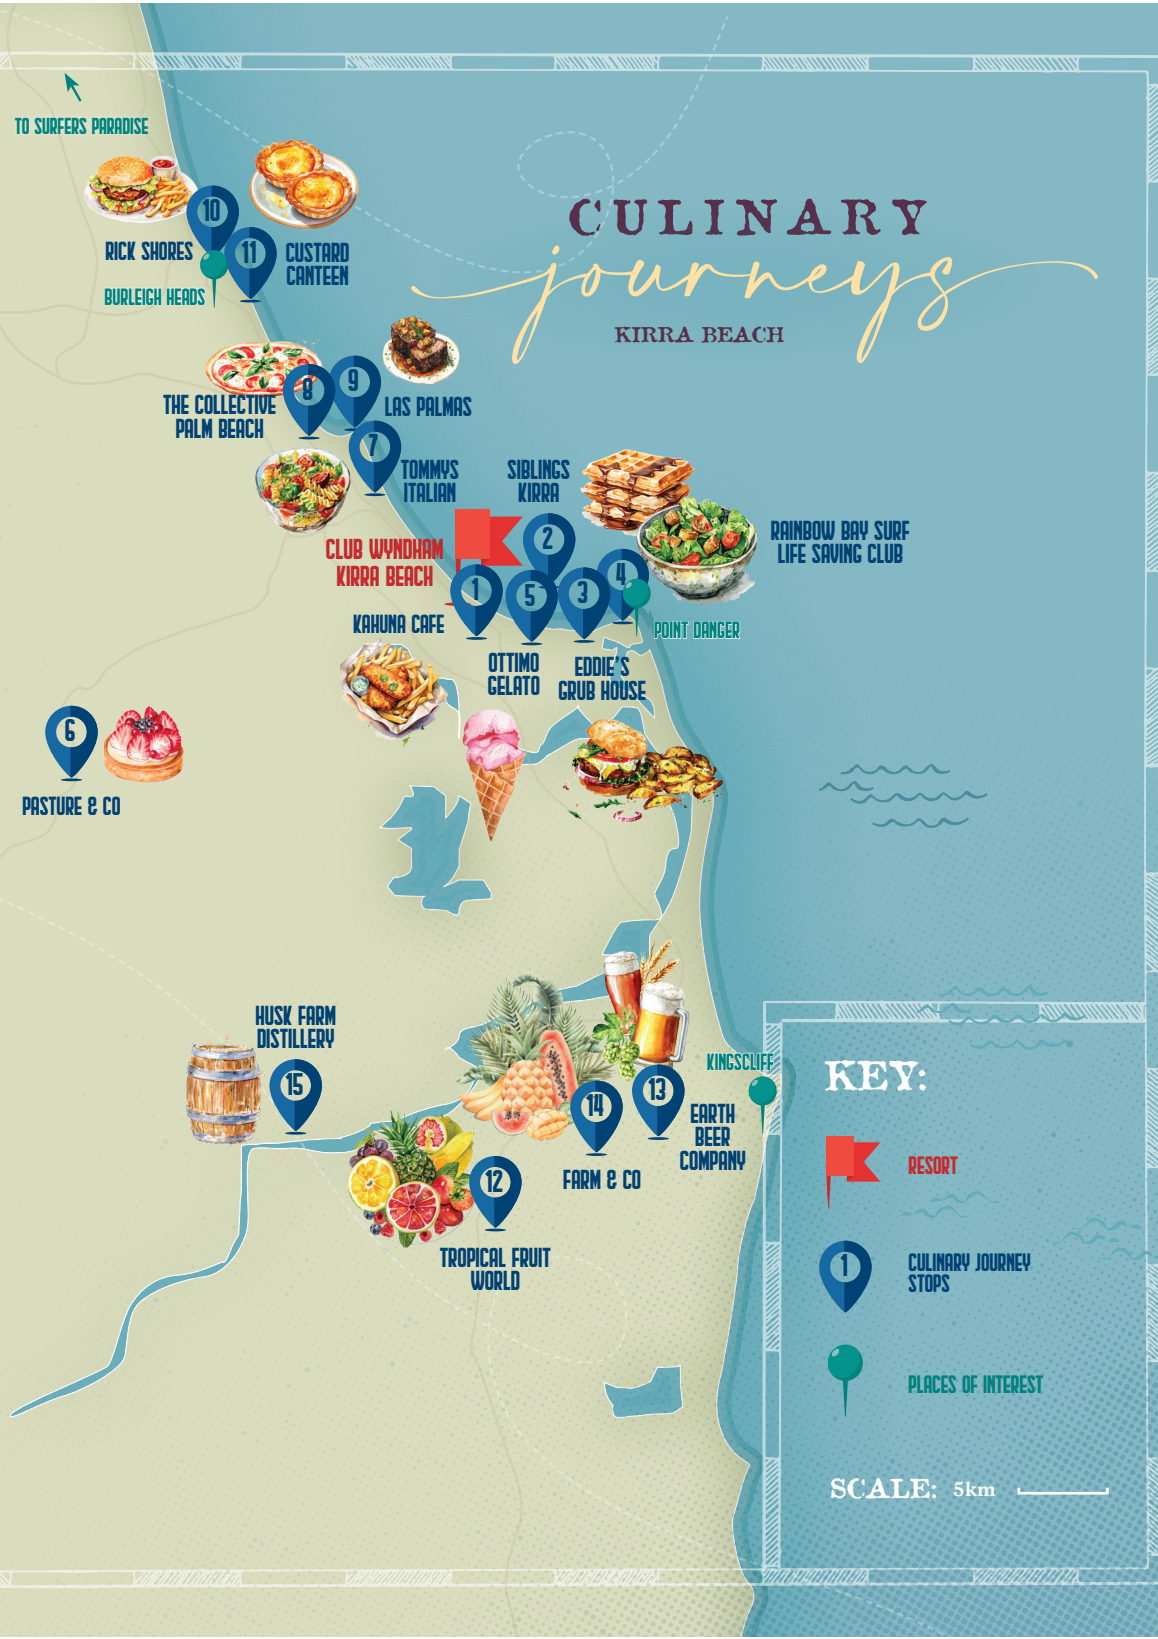 TO SURFERS PARADISE
CULINARY
journeys
KIRRA BEACH
10
RICK SHORES
11
CUSTARD
CANTEEN
BURLEIGH HEADS
8
THE COLLECTIVE
PALM BEACH
9
LAS PALMAS
7
TOMMYS
ITALIAN
SIBLINGS
KIRRA
2
RAINBOW BAY SURF
LIFE SAVING CLUB
CLUB WYNDHAM
KIRRA BEACH
1
5
3
4
KAHUNA CAFE
POINT DANGER
OTTIMO
GELATO
EDDIE'S
GRUB HOUSE
6
PASTURE & CO
HUSK FARM
DISTILLERY
15
KINGSCLIFF
14
13
EARTH
BEER
COMPANY
FARM & CO
12
TROPICAL FRUIT
WORLD
KEY:
RESORT
1
CULINARY JOURNEY
STOPS
PLACES OF INTEREST
SCALE: 5km